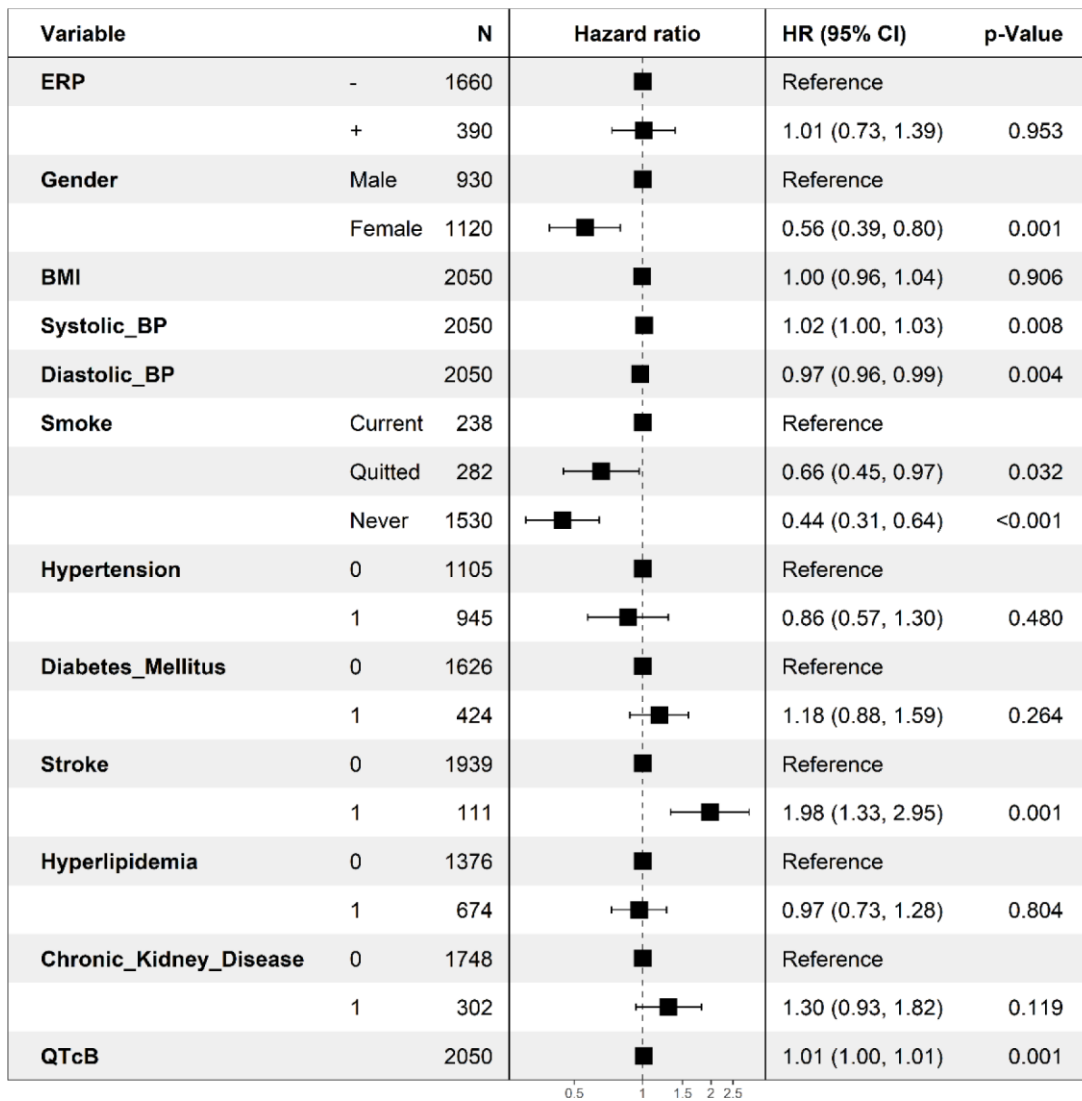 Variable N Hazard ratio HR (95% CI) p-Value
ERP - 1660 Reference
+ 390 1.01 (0.73, 1.39) 0.953
Gender Male 930 Reference
Female 1120 0.56 (0.39, 0.80) 0.001
BMI 2050 1.00 (0.96, 1.04) 0.906
Systolic_BP 2050 1.02 (1.00, 1.03) 0.008
Diastolic_BP 2050 0.97 (0.96, 0.99) 0.004
Smoke Current 238 Reference
Quitted 282 0.66 (0.45, 0.97) 0.032
Never 1530 0.44 (0.31, 0.64) <0.001
Hypertension 0 1105 Reference
1 945 0.86 (0.57, 1.30) 0.480
Diabetes_Mellitus 0 1626 Reference
1 424 1.18 (0.88, 1.59) 0.264
Stroke 0 1939 Reference
1 111 1.98 (1.33, 2.95) 0.001
Hyperlipidemia 0 1376 Reference
1 674 0.97 (0.73, 1.28) 0.804
Chronic_Kidney_Disease 0 1748 Reference
1 302 1.30 (0.93, 1.82) 0.119
QTcB 2050 1.01 (1.00, 1.01) 0.001
0.5 1 1.5 2 2.5